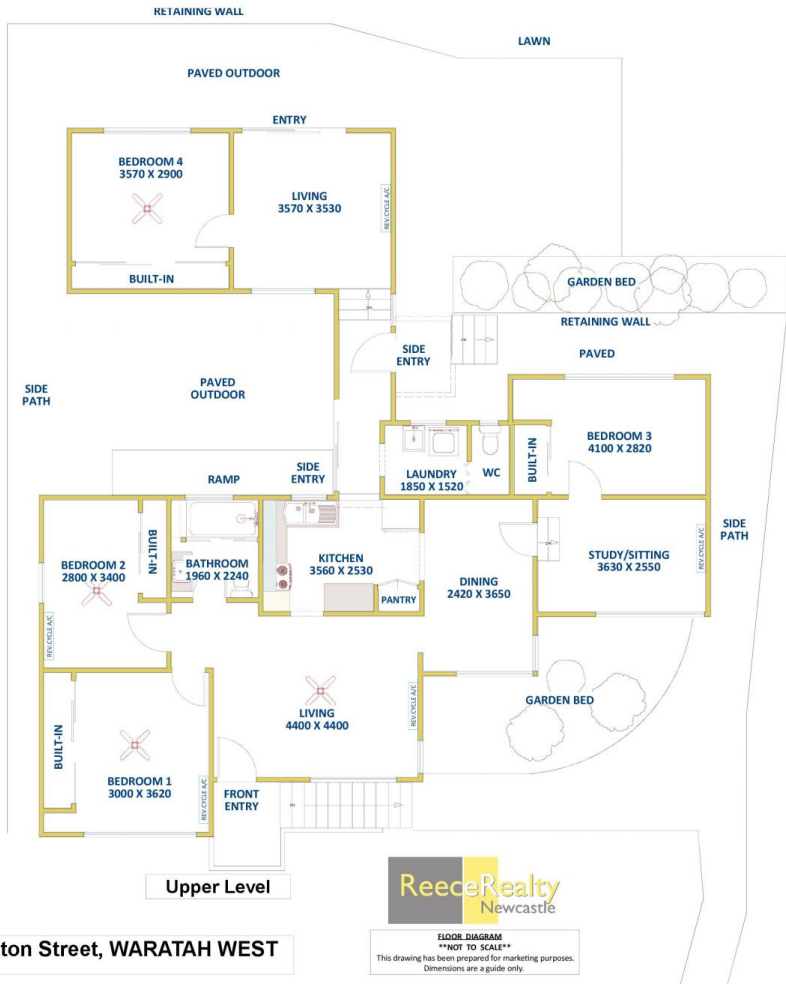 RETAINING WALL
LAWN
PAVED OUTDOOR
ENTRY
BEDROOM 4
3570 X 2900
LIVING
3570 X 3530
REV.CYCLE A/C
BUILT-IN
GARDEN BED
RETAINING WALL
SIDE
ENTRY
PAVED
SIDE
PATH
PAVED
OUTDOOR
BEDROOM 3
4100 X 2820
BUILT-IN
LAUNDRY
1850 X 1520
WC
RAMP
SIDE
ENTRY
SIDE
PATH
BEDROOM 2
2800 X 3400
BUILT-IN
REV.CYCLE A/C
BATHROOM
1960 X 2240
KITCHEN
3560 X 2530
PANTRY
DINING
2420 X 3650
STUDY/SITTING
3630 X 2550
REV.CYCLE A/C
GARDEN BED
LIVING
4400 X 4400
REV.CYCLE A/C
BUILT-IN
BEDROOM 1
3000 X 3620
REV.CYCLE A/C
FRONT
ENTRY
Upper Level
ReeceRealty
Newcastle
ton Street, WARATAH WEST
FLOOR DIAGRAM
**NOT TO SCALE**
This drawing has been prepared for marketing purposes.
Dimensions are a guide only.